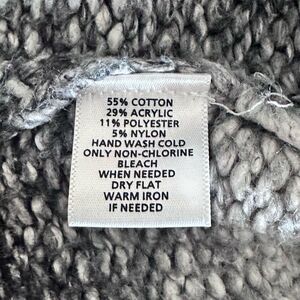 55% COTTON
29% ACRYLIC
11% POLYESTER
5% NYLON
HAND WASH COLD
ONLY NON-CHLORINE
BLEACH
WHEN NEEDED
DRY FLAT
WARM IRON
IF NEEDED